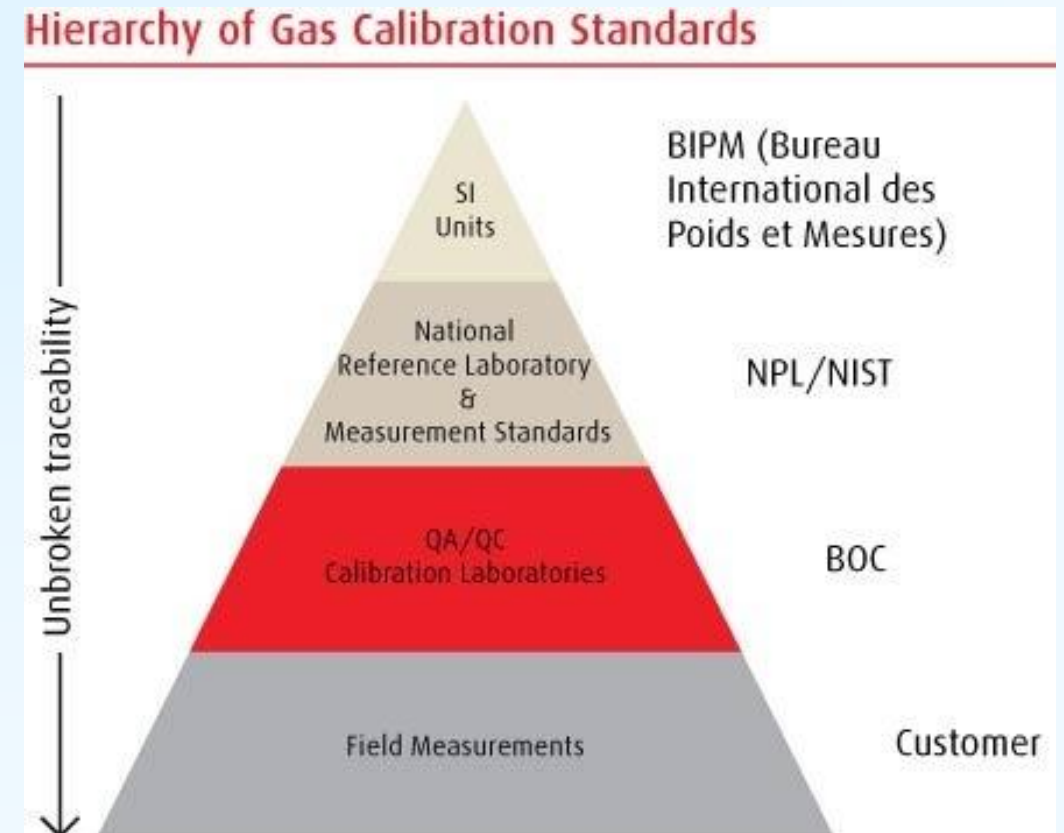 Hierarchy of Gas Calibration Standards
Unbroken traceability
SI
Units
BIPM (Bureau
International des
Poids et Mesures)
National
Reference Laboratory
&
Measurement Standards
NPL/NIST
QA/QC
Calibration Laboratories
BOC
Field Measurements
Customer